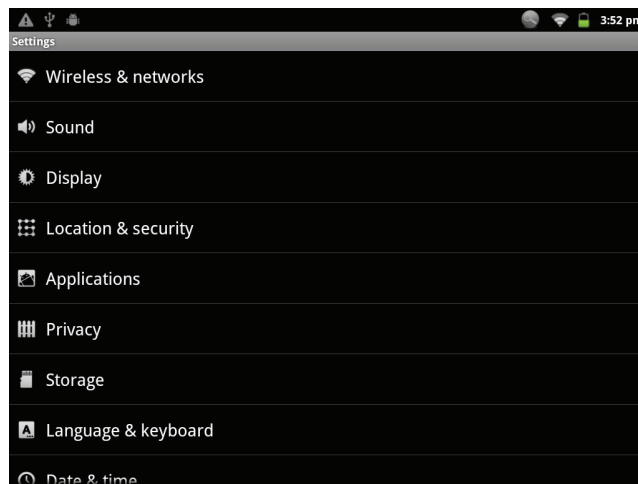 3:52 pm
Settings
Wireless & networks
Sound
Display
Location & security
Applications
Privacy
Storage
Language & keyboard
Date & time